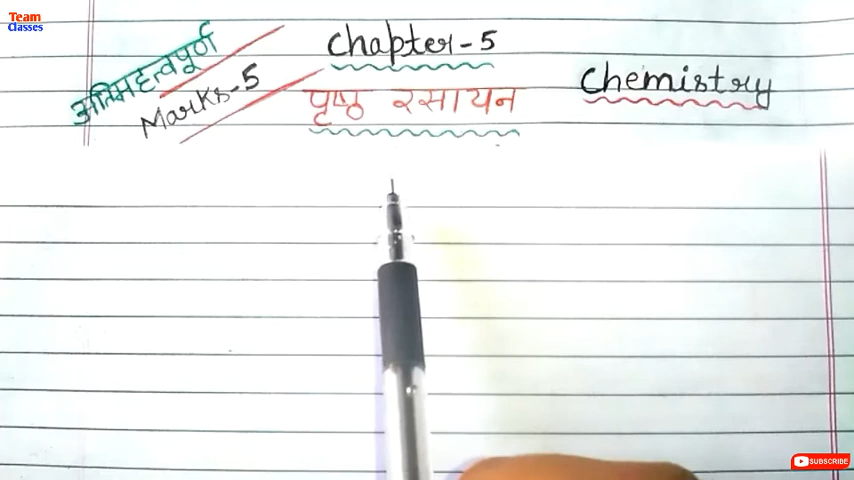 Team
Classes
अतिमहत्वपूर्ण
Marks-5
Chapter-5
पृष्ठ रसायन
Chemistry
SUBSCRIBE